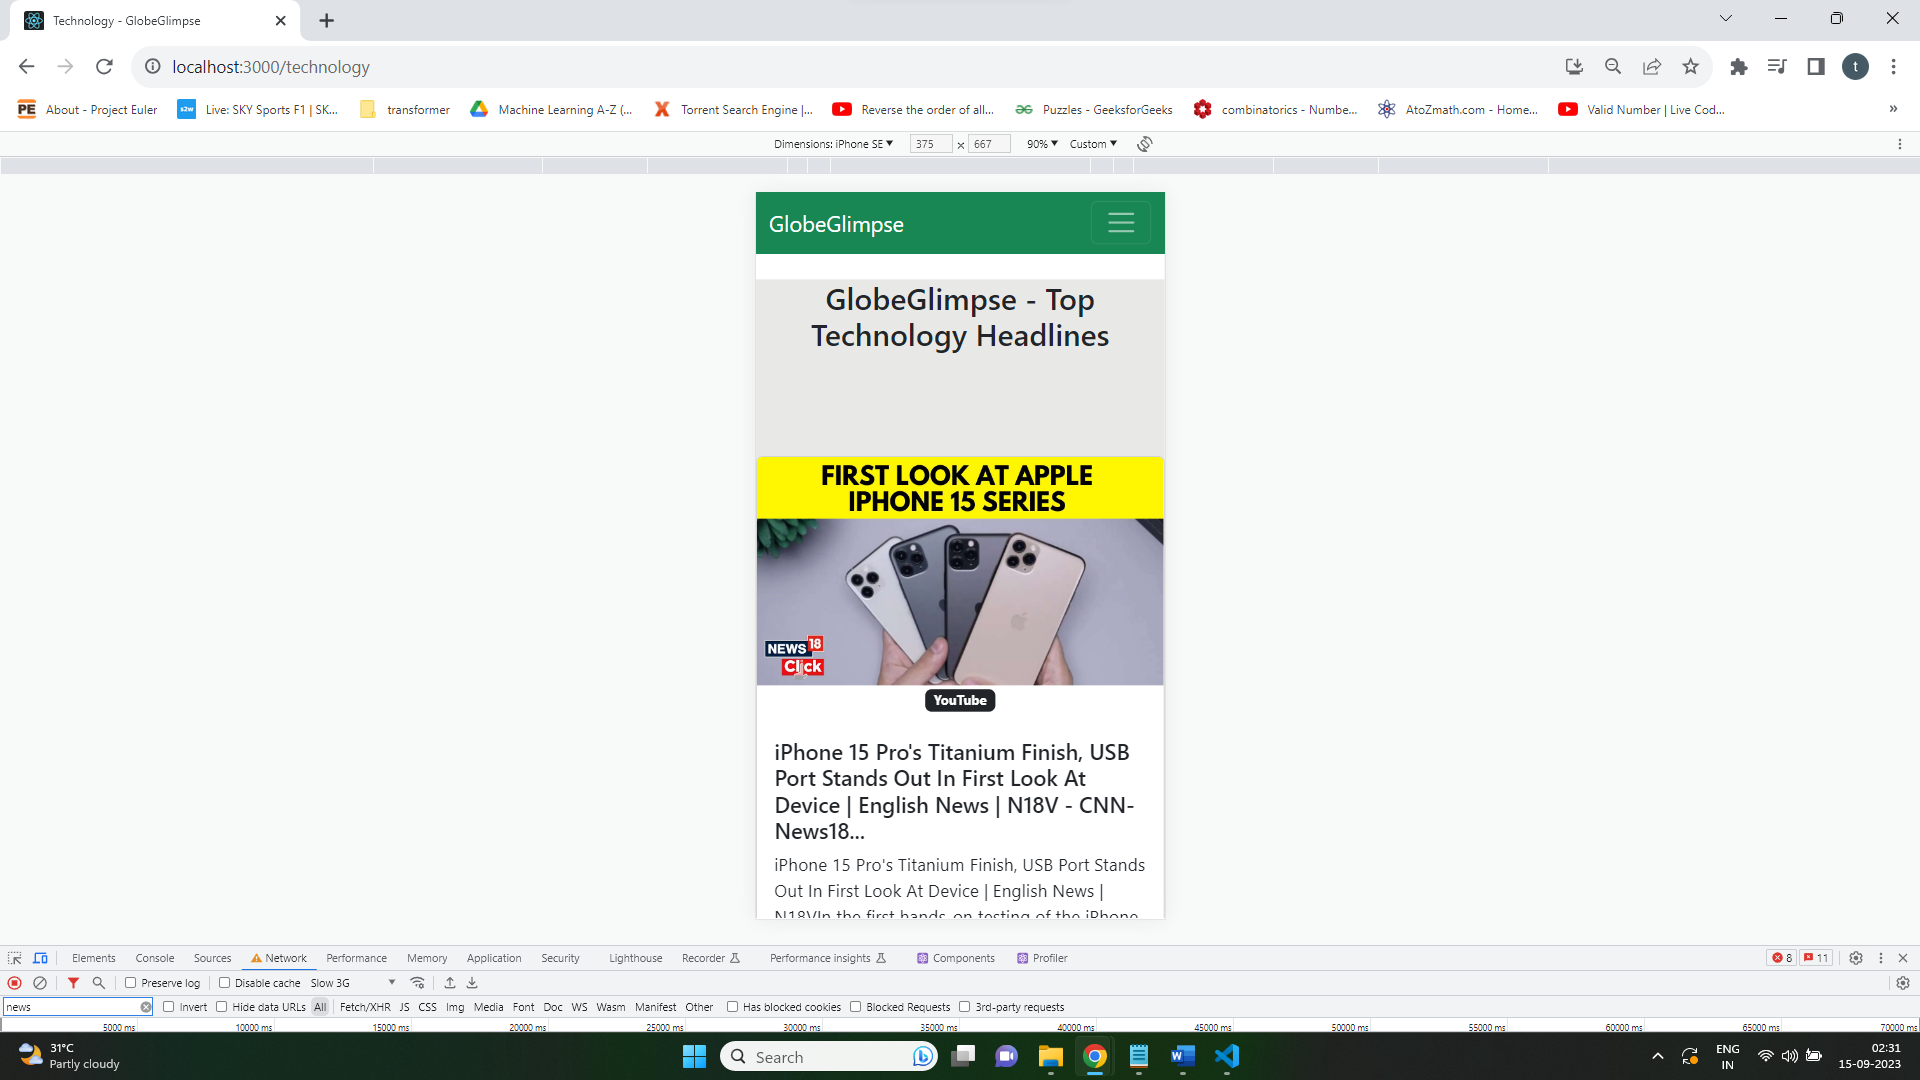 Technology - GlobeGlimpse
localhost:3000/technology
t
About - Project Euler
Live: SKY Sports F1 | SK...
transformer
Machine Learning A-Z (...
Torrent Search Engine |...
Reverse the order of all...
Puzzles - GeeksforGeeks
combinatorics - Numbe...
AtoZmath.com - Home...
Valid Number | Live Cod...
»
Dimensions: iPhone SE 375 × 667 90% Custom
GlobeGlimpse
GlobeGlimpse - Top
Technology Headlines
FIRST LOOK AT APPLE
IPHONE 15 SERIES
NEWS 18
Click
YouTube
iPhone 15 Pro's Titanium Finish, USB
Port Stands Out In First Look At
Device | English News | N18V - CNN-
News18...
iPhone 15 Pro's Titanium Finish, USB Port Stands
Out In First Look At Device | English News |
N18VIn the first hands-on testing of the iPhone
Elements Console Sources Network Performance Memory Application Security Lighthouse Recorder Performance insights Components Profiler 8 11
Preserve log Disable cache Slow 3G
news Invert Hide data URLs All Fetch/XHR JS CSS Img Media Font Doc WS Wasm Manifest Other Has blocked cookies Blocked Requests 3rd-party requests
5000 ms 10000 ms 15000 ms 20000 ms 25000 ms 30000 ms 35000 ms 40000 ms 45000 ms 50000 ms 55000 ms 60000 ms 65000 ms 70000 ms
31°C
Partly cloudy
Search
ENG
IN
02:31
15-09-2023